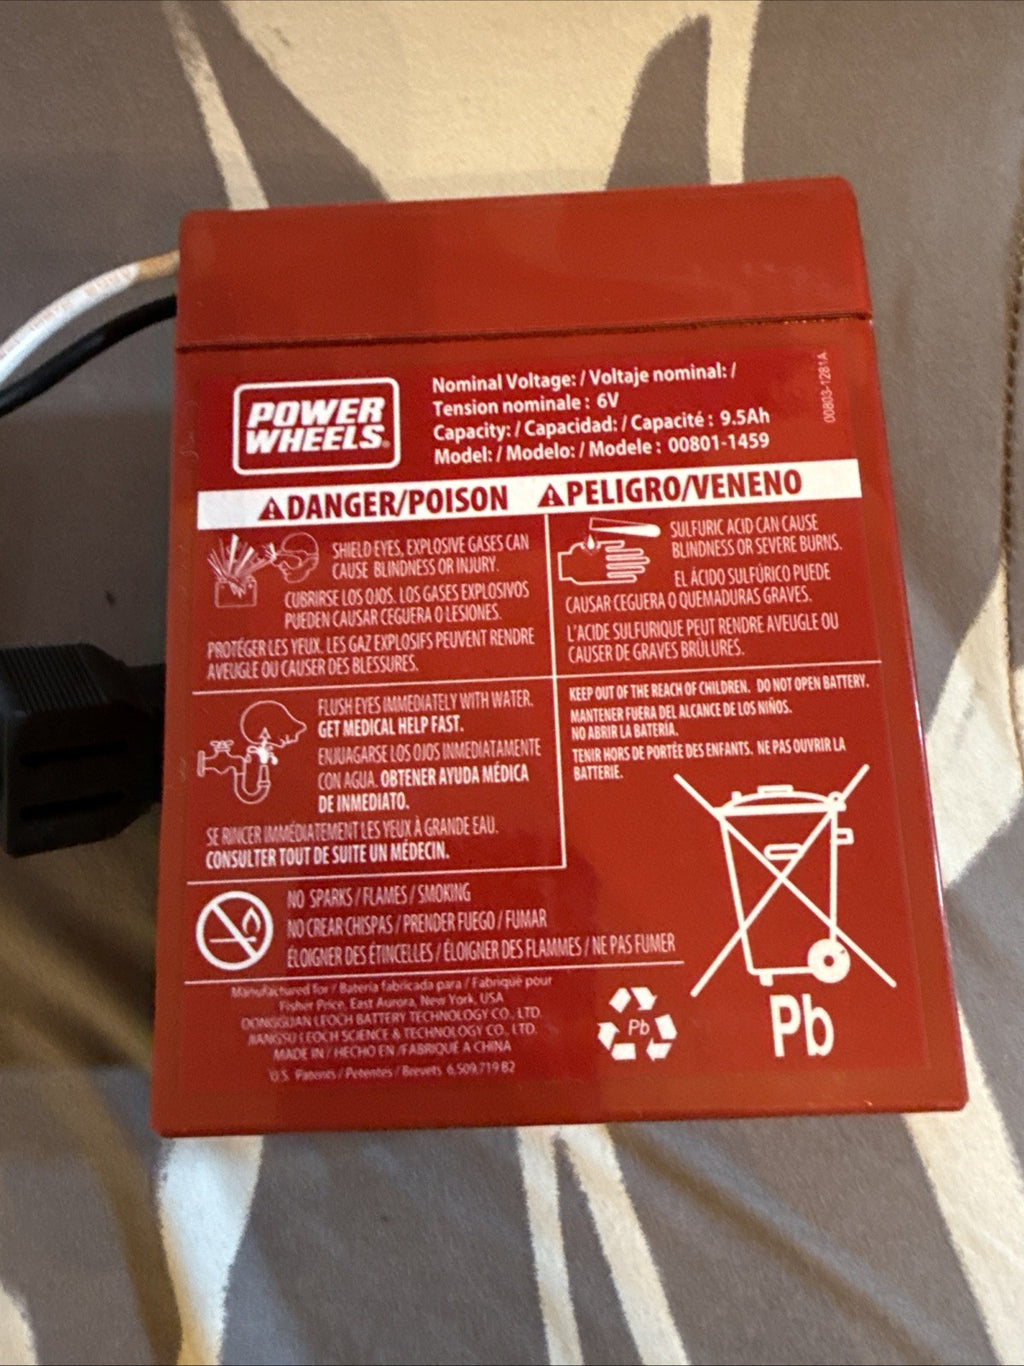 POWER
WHEELS®
Nominal Voltage: / Voltaje nominal: /
Tension nominale : 6V
Capacity: / Capacidad: / Capacité : 9.5Ah
Model: / Modelo: / Modele : 00801-1459
00803-1281A
⚠DANGER/POISON
⚠PELIGRO/VENENO
SHIELD EYES, EXPLOSIVE GASES CAN
CAUSE BLINDNESS OR INJURY.
CUBRIRSE LOS OJOS. LOS GASES EXPLOSIVOS
PUEDEN CAUSAR CEGUERA O LESIONES.
PROTÉGER LES YEUX. LES GAZ EXPLOSIFS PEUVENT RENDRE
AVEUGLE OU CAUSER DES BLESSURES.
SULFURIC ACID CAN CAUSE
BLINDNESS OR SEVERE BURNS.
EL ÁCIDO SULFÚRICO PUEDE
CAUSAR CEGUERA O QUEMADURAS GRAVES.
L'ACIDE SULFURIQUE PEUT RENDRE AVEUGLE OU
CAUSER DE GRAVES BRÛLURES.
FLUSH EYES IMMEDIATELY WITH WATER.
GET MEDICAL HELP FAST.
ENJUAGARSE LOS OJOS INMEDIATAMENTE
CON AGUA. OBTENER AYUDA MÉDICA
DE INMEDIATO.
SE RINCER IMMÉDIATEMENT LES YEUX À GRANDE EAU.
CONSULTER TOUT DE SUITE UN MÉDECIN.
KEEP OUT OF THE REACH OF CHILDREN. DO NOT OPEN BATTERY.
MANTENER FUERA DEL ALCANCE DE LOS NIÑOS.
NO ABRIR LA BATERIA.
TENIR HORS DE PORTÉE DES ENFANTS. NE PAS OUVRIR LA
BATTERIE.
NO SPARKS / FLAMES / SMOKING
NO CREAR CHISPAS / PRENDER FUEGO / FUMAR
ÉLOIGNER DES ÉTINCELLES / ÉLOIGNER DES FLAMMES / NE PAS FUMER
Manufactured for / Bateria fabricada para / Fabriqué pour
Fisher Price, East Aurora, New York, USA
DONGGUAN LEOCH BATTERY TECHNOLOGY CO., LTD.
JIANGSU LEOCH SCIENCE & TECHNOLOGY CO., LTD.
MADE IN / HECHO EN /FABRIQUÉ A CHINA
U.S. Patents / Petentes / Brevets 6,509,719 B2
Pb
Pb